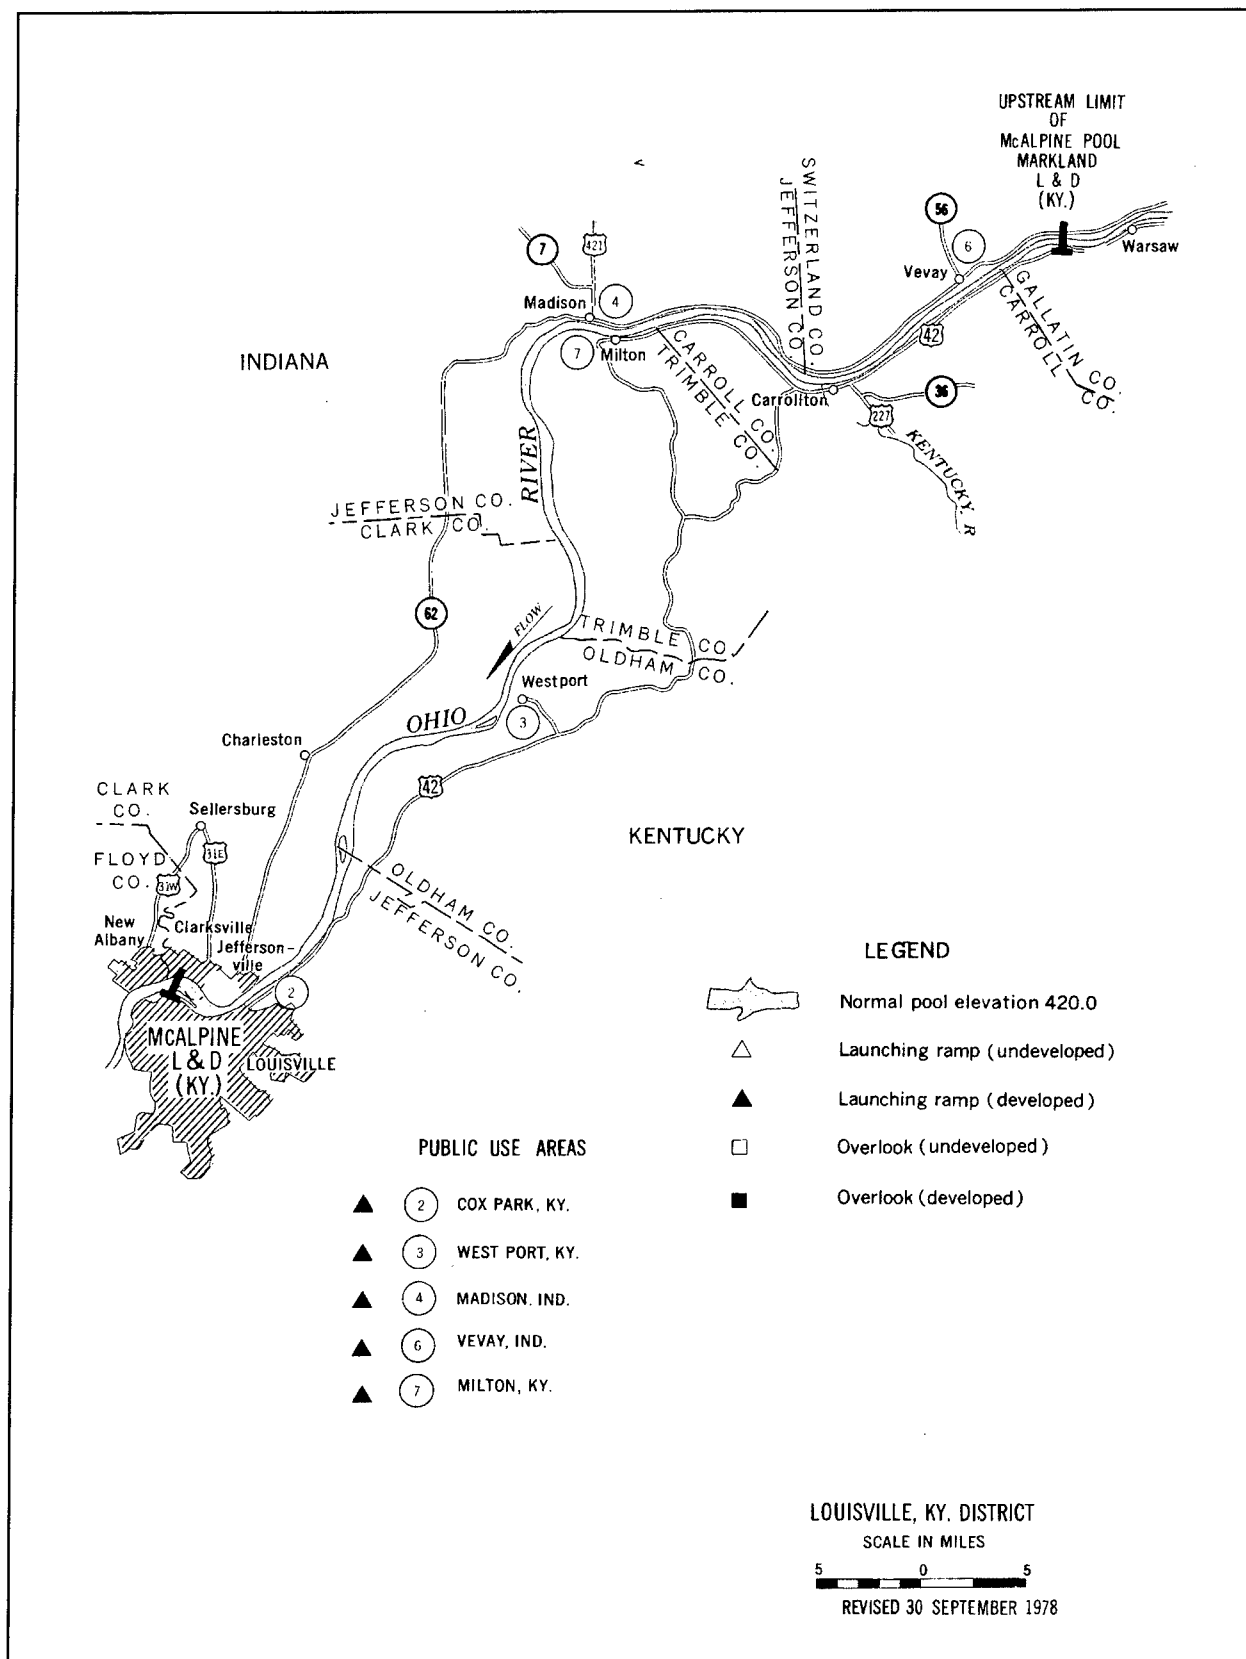 UPSTREAM LIMIT
OF
McALPINE POOL
MARKLAND
L & D
(KY.)
SWITZERLAND CO.
JEFFERSON CO.
56
6
Warsaw
Vevay
7
421
Madison
4
GALLATIN CO.
CARROLL CO.
42
7
Milton
INDIANA
CARROLL CO.
TRIMBLE CO.
Carrollton
36
227
KENTUCKY. R
RIVER
JEFFERSON CO.
CLARK CO.
62
FLOW
TRIMBLE CO.
OLDHAM CO.
Westport
3
OHIO
Charleston
42
CLARK
CO.
Sellersburg
KENTUCKY
31E
FLOYD
CO.
31W
OLDHAM CO.
JEFFERSON CO.
New
Albany
Clarksville
Jefferson-
ville
2
McALPINE
L & D
(KY.)
LOUISVILLE
LEGEND
Normal pool elevation 420.0
Launching ramp (undeveloped)
Launching ramp (developed)
Overlook (undeveloped)
Overlook (developed)
PUBLIC USE AREAS
2 COX PARK, KY.
3 WEST PORT, KY.
4 MADISON. IND.
6 VEVAY, IND.
7 MILTON, KY.
LOUISVILLE, KY. DISTRICT
SCALE IN MILES
5 0 5
REVISED 30 SEPTEMBER 1978